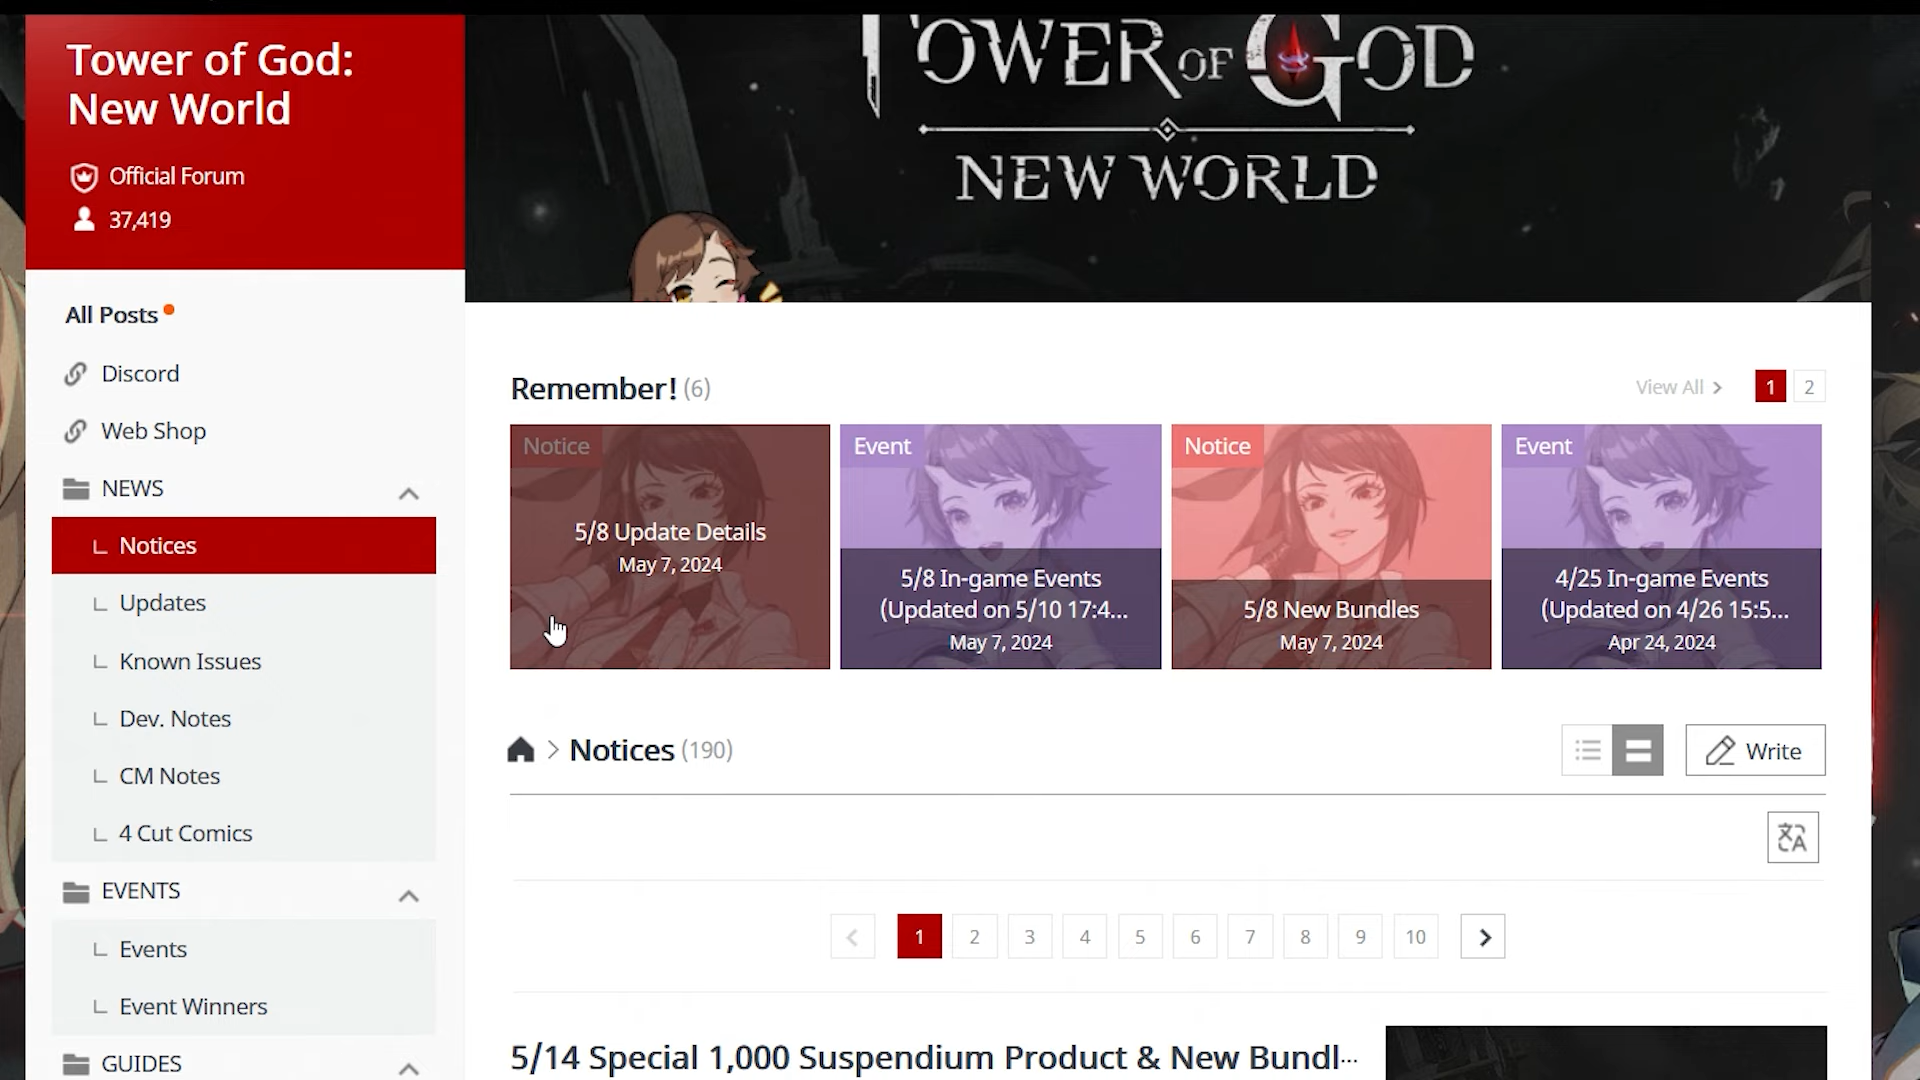 Tower of God:
New World
Official Forum
37,419
All Posts
Discord
Web Shop
NEWS
Notices
Updates
Known Issues
Dev. Notes
CM Notes
4 Cut Comics
EVENTS
Events
Event Winners
GUIDES
TOWER OF GOD
NEW WORLD
Remember! (6)
View All
1 2
Notice
5/8 Update Details
May 7, 2024
Event
5/8 In-game Events
(Updated on 5/10 17:4...
May 7, 2024
Notice
5/8 New Bundles
May 7, 2024
Event
4/25 In-game Events
(Updated on 4/26 15:5...
Apr 24, 2024
Notices (190)
Write
文A
1 2 3 4 5 6 7 8 9 10
5/14 Special 1,000 Suspendium Product & New Bundl...